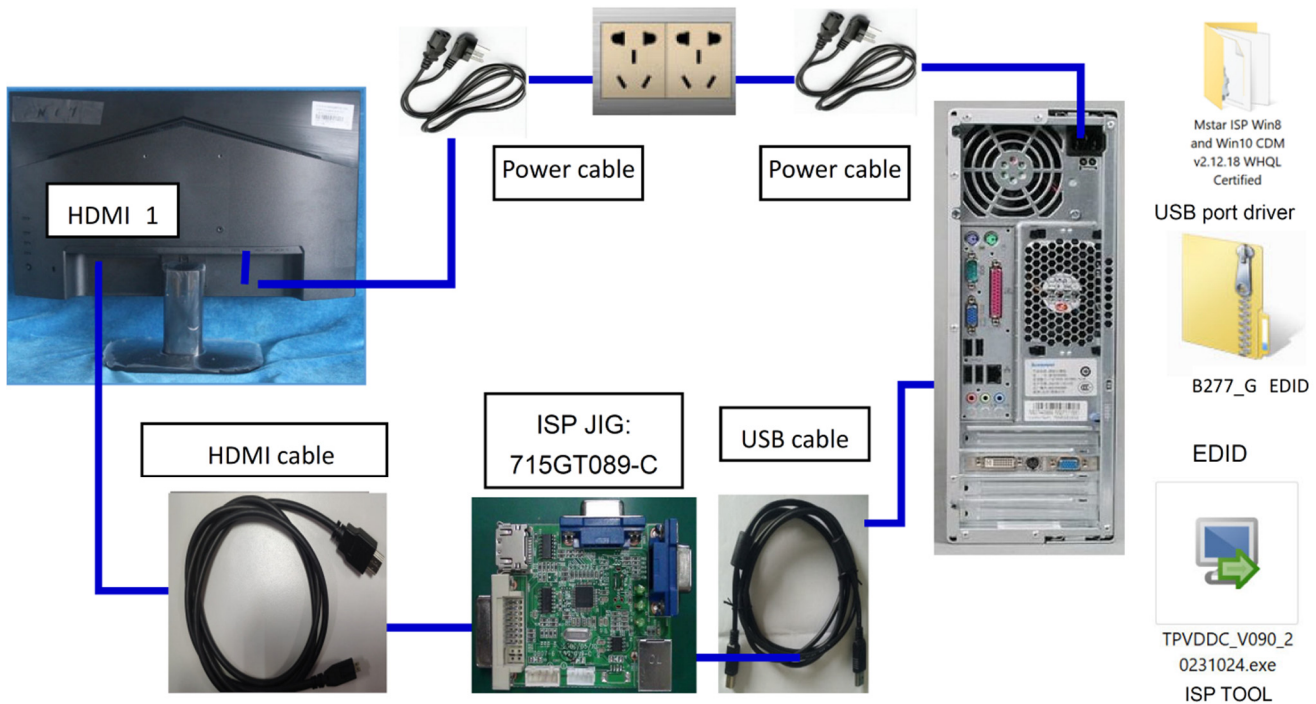 Power cable
Power cable
HDMI 1
Mstar ISP Win8
and Win10 CDM
v2.12.18 WHQL
Certified
USB port driver
B277_G EDID
HDMI cable
ISP JIG:
715GT089-C
USB cable
EDID
TPVDDC_V090_2
0231024.exe
ISP TOOL